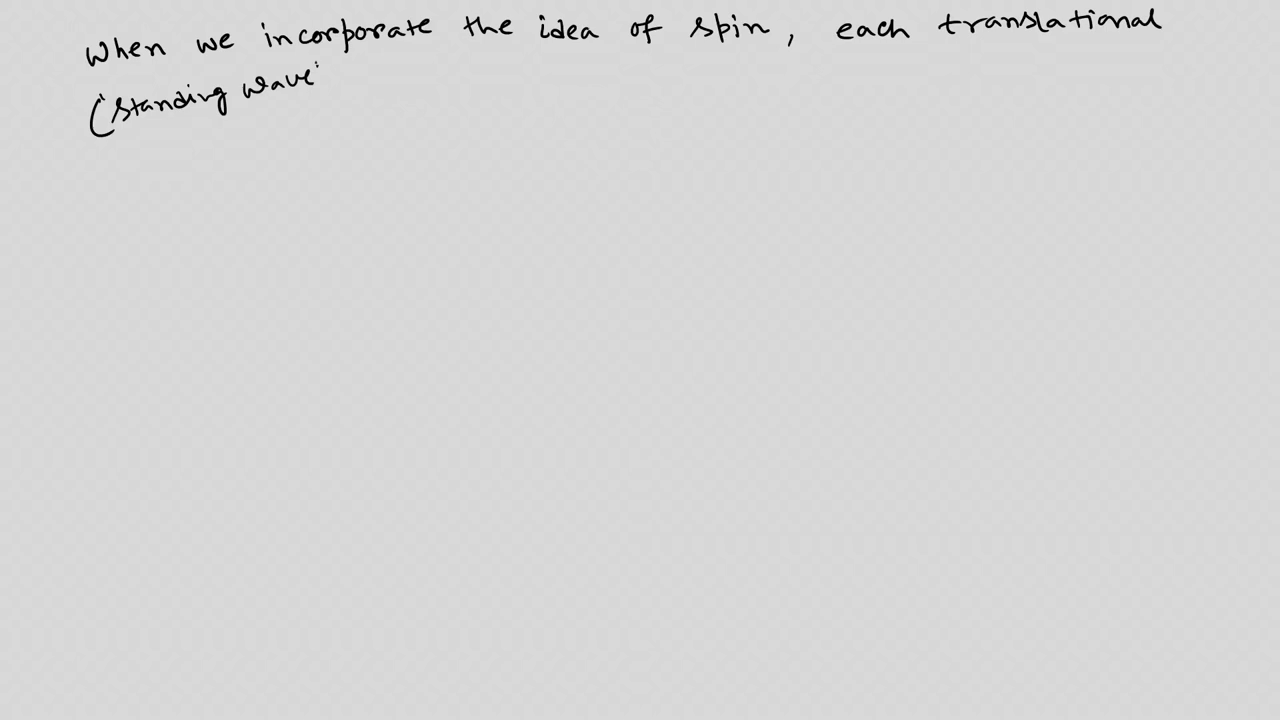 When we incorporate the idea of spin, each translational
('standing wave'